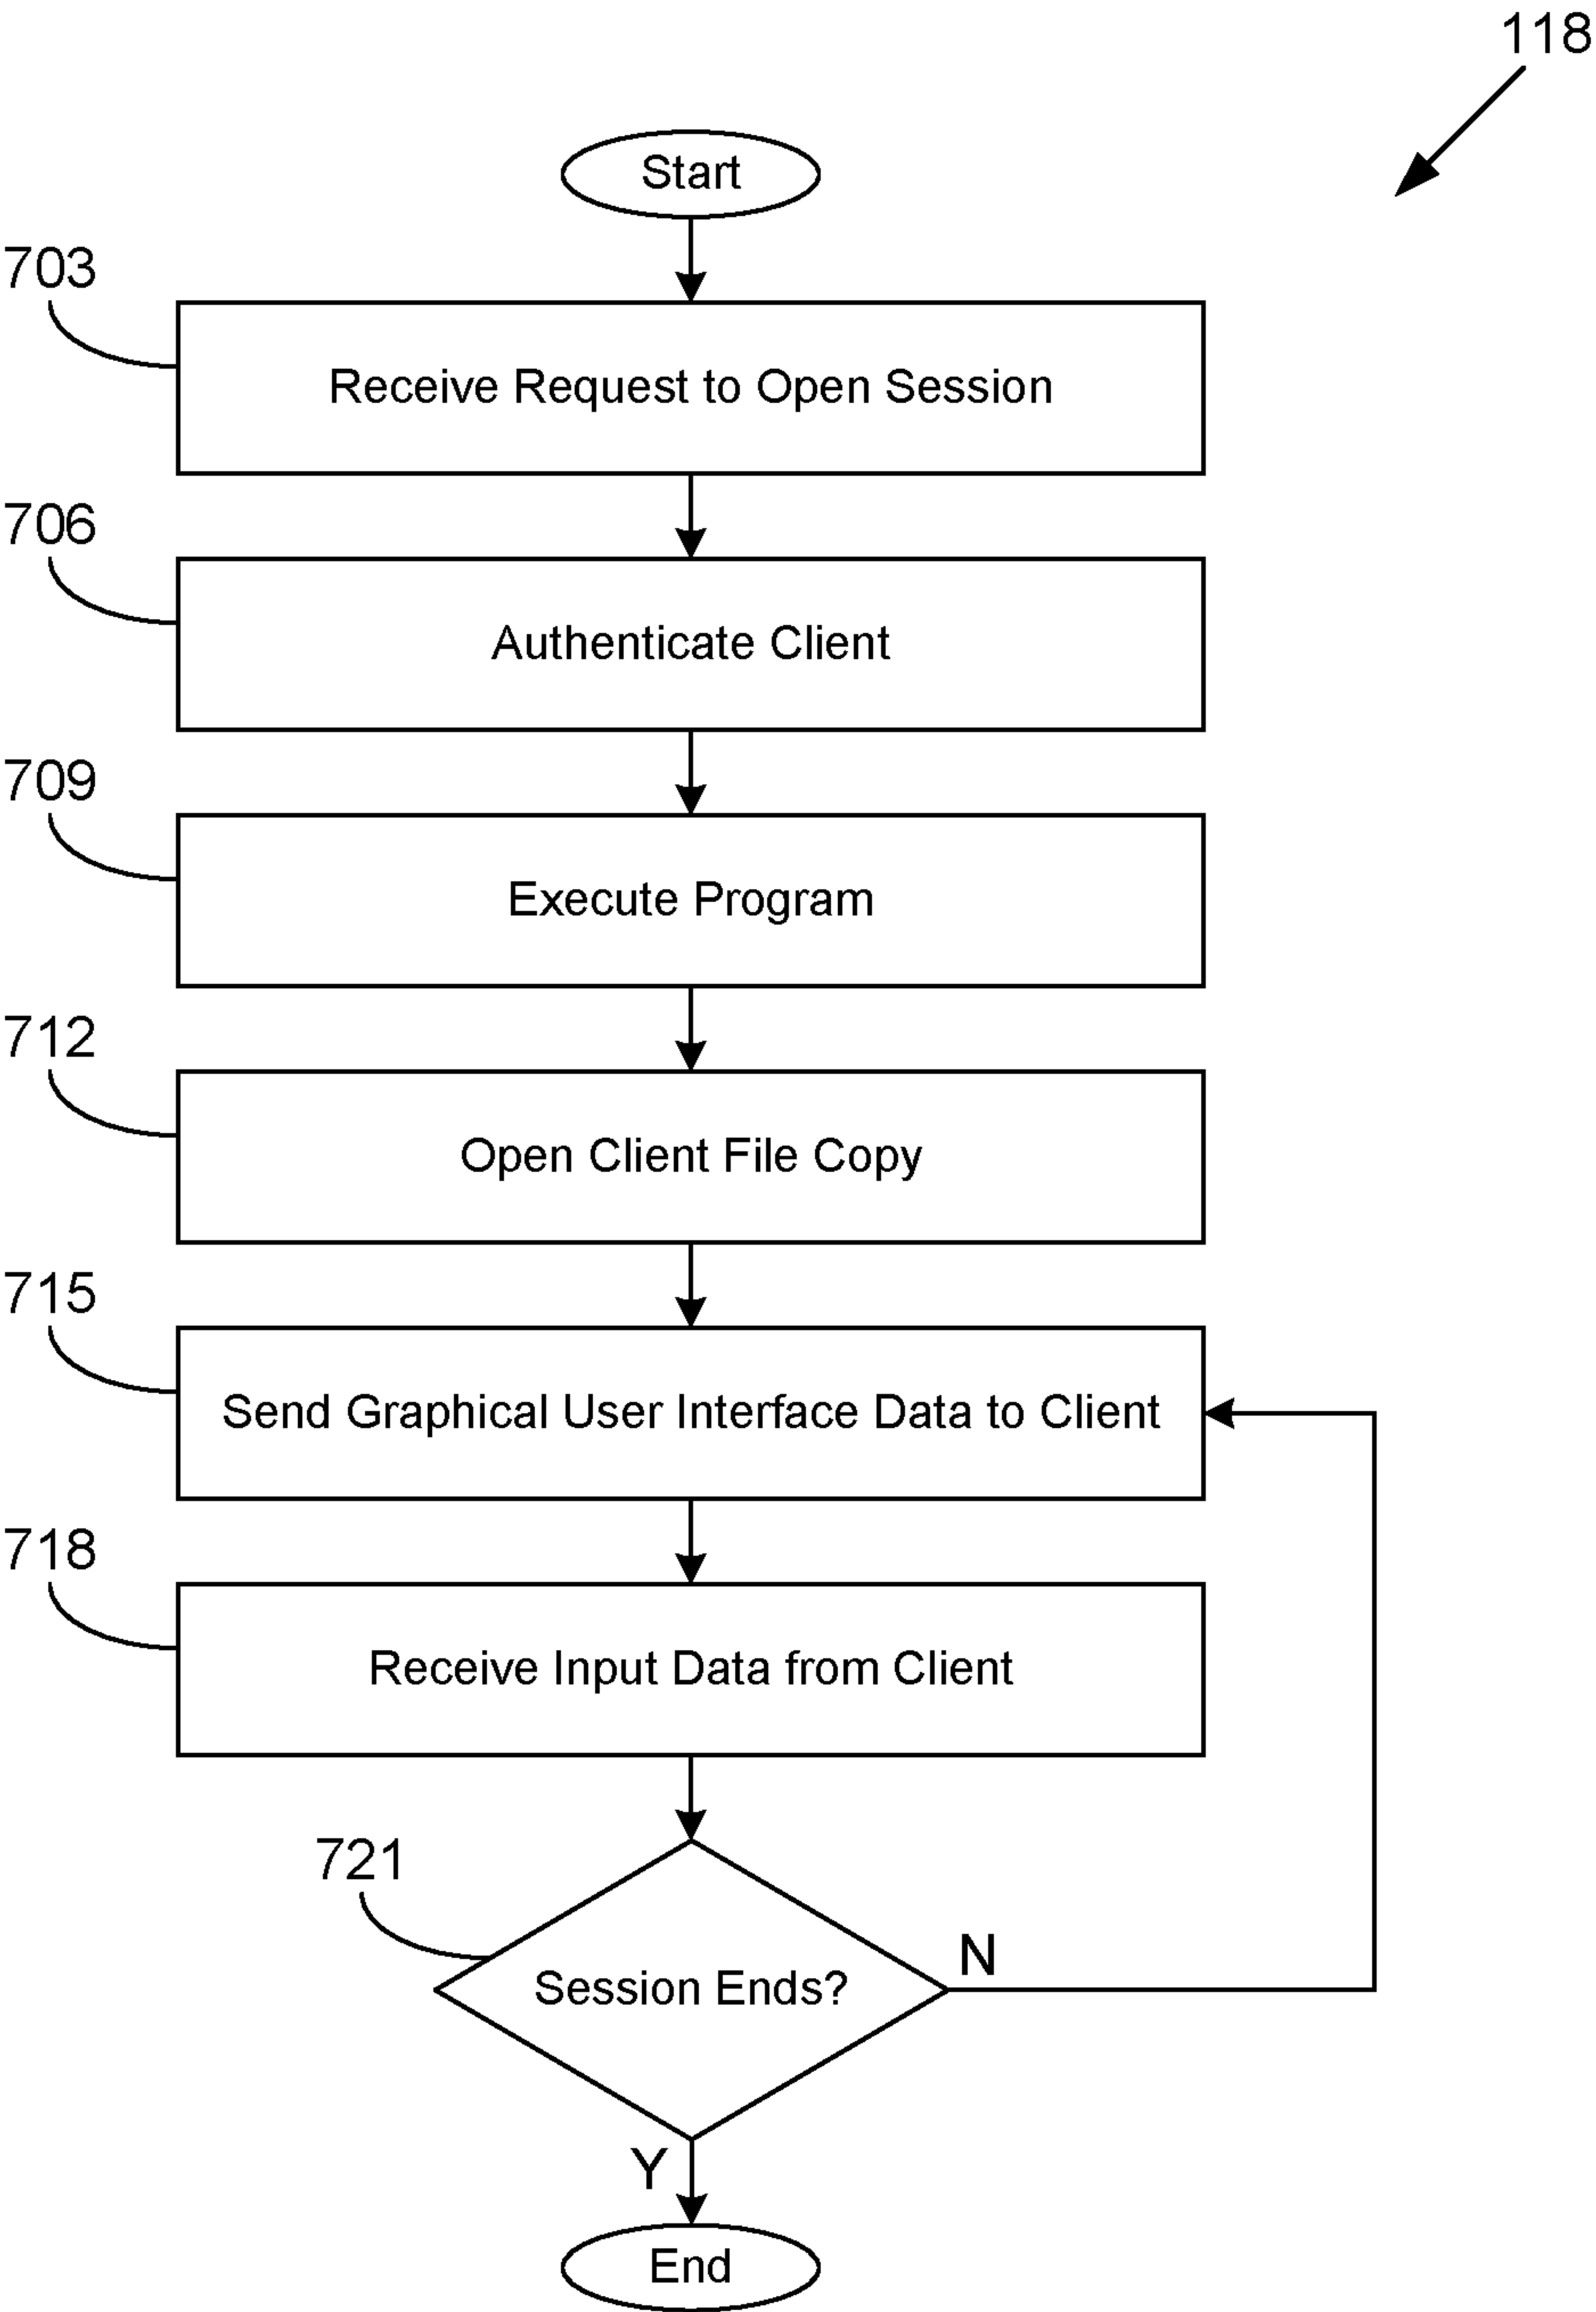 118
Start
703
Receive Request to Open Session
706
Authenticate Client
709
Execute Program
712
Open Client File Copy
715
Send Graphical User Interface Data to Client
718
Receive Input Data from Client
721
Session Ends?
N
Y
End